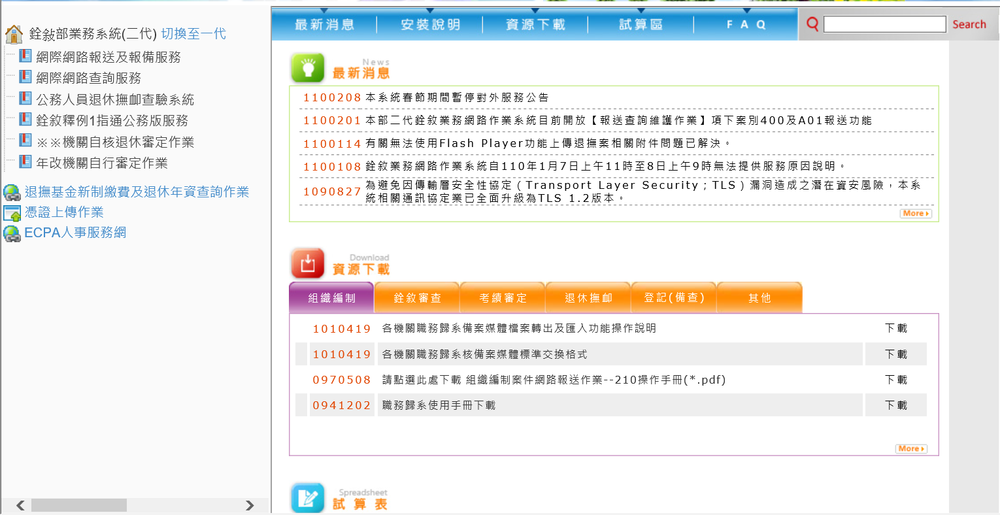 銓敍部業務系統(二代) 切換至一代
網際網路報送及報備服務
網際網路查詢服務
公務人員退休撫卹查驗系統
銓敘釋例1指通公務版服務
※※機關自核退休審定作業
年改機關自行審定作業
退撫基金新制繳費及退休年資查詢作業
憑證上傳作業
ECPA人事服務網
最新消息 安裝說明 資源下載 試算區 FAQ Search
News
最新消息
1100208 本系統春節期間暫停對外服務公告
1100201 本部二代銓敘業務網路作業系統目前開放【報送查詢維護作業】項下案別400及A01報送功能
1100114 有關無法使用Flash Player功能上傳退撫案相關附件問題已解決。
1100108 銓敘業務網路作業系統自110年1月7日上午11時至8日上午9時無法提供服務原因說明。
1090827 為避免因傳輸層安全性協定（Transport Layer Security；TLS）漏洞造成之潛在資安風險，本系
統相關通訊協定業已全面升級為TLS 1.2版本。
More
Download
資源下載
組織編制 銓敘審查 考績審定 退休撫卹 登記(備查) 其他
1010419 各機關職務歸系備案媒體檔案轉出及匯入功能操作說明 下載
1010419 各機關職務歸系核備案媒體標準交換格式 下載
0970508 請點選此處下載 組織編制案件網路報送作業--210操作手冊(*.pdf) 下載
0941202 職務歸系使用手冊下載 下載
More
Spreadsheet
試算表